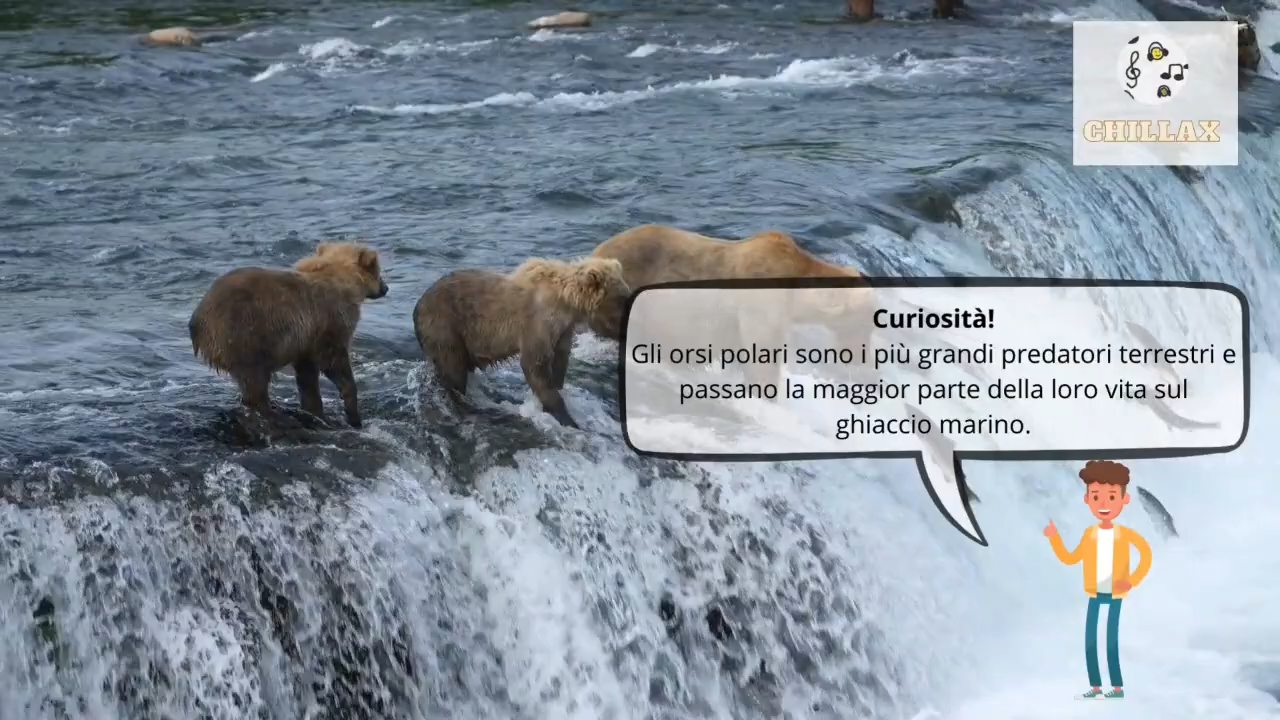 CHILLAX
Curiosità!
Gli orsi polari sono i più grandi predatori terrestri e
passano la maggior parte della loro vita sul
ghiaccio marino.